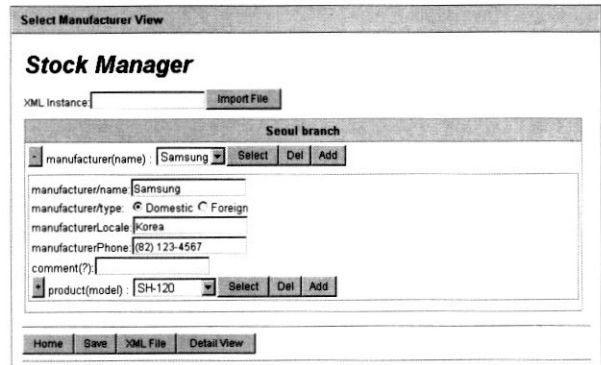 Select Manufacturer View
Stock Manager
XML Instance: Import File
Seoul branch
- manufacturer(name) : Samsung Select Del Add
manufacturer/name: Samsung
manufacturer/type: Domestic Foreign
manufacturerLocale: Korea
manufacturerPhone: (82) 123-4567
comment(?):
+ product(model) : SH-120 Select Del Add
Home Save XML File Detail View